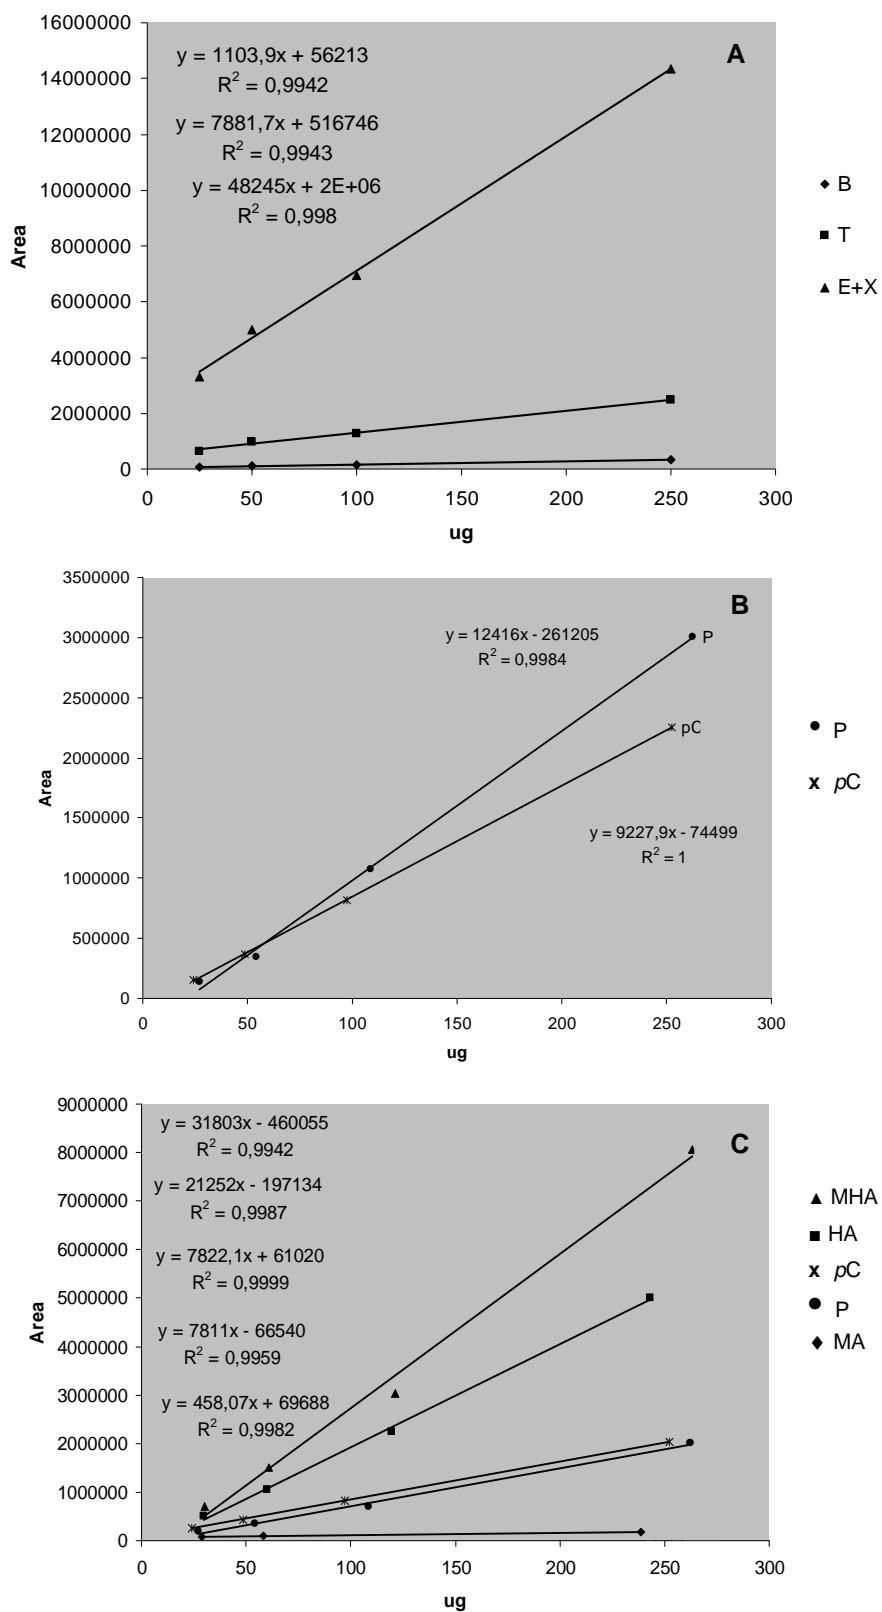 16000000
14000000
12000000
10000000
8000000
6000000
4000000
2000000
0
Area
y = 1103,9x + 56213
R² = 0,9942
y = 7881,7x + 516746
R² = 0,9943
y = 48245x + 2E+06
R² = 0,998
A
B
T
E+X
0 50 100 150 200 250 300
ug
3500000
3000000
2500000
2000000
1500000
1000000
500000
0
Area
B
y = 12416x - 261205
R² = 0,9984
P
pC
y = 9227,9x - 74499
R² = 1
P
x pC
0 50 100 150 200 250 300
ug
9000000
8000000
7000000
6000000
5000000
4000000
3000000
2000000
1000000
0
Area
y = 31803x - 460055
R² = 0,9942
y = 21252x - 197134
R² = 0,9987
y = 7822,1x + 61020
R² = 0,9999
y = 7811x - 66540
R² = 0,9959
y = 458,07x + 69688
R² = 0,9982
C
MHA
HA
x pC
P
MA
0 50 100 150 200 250 300
ug